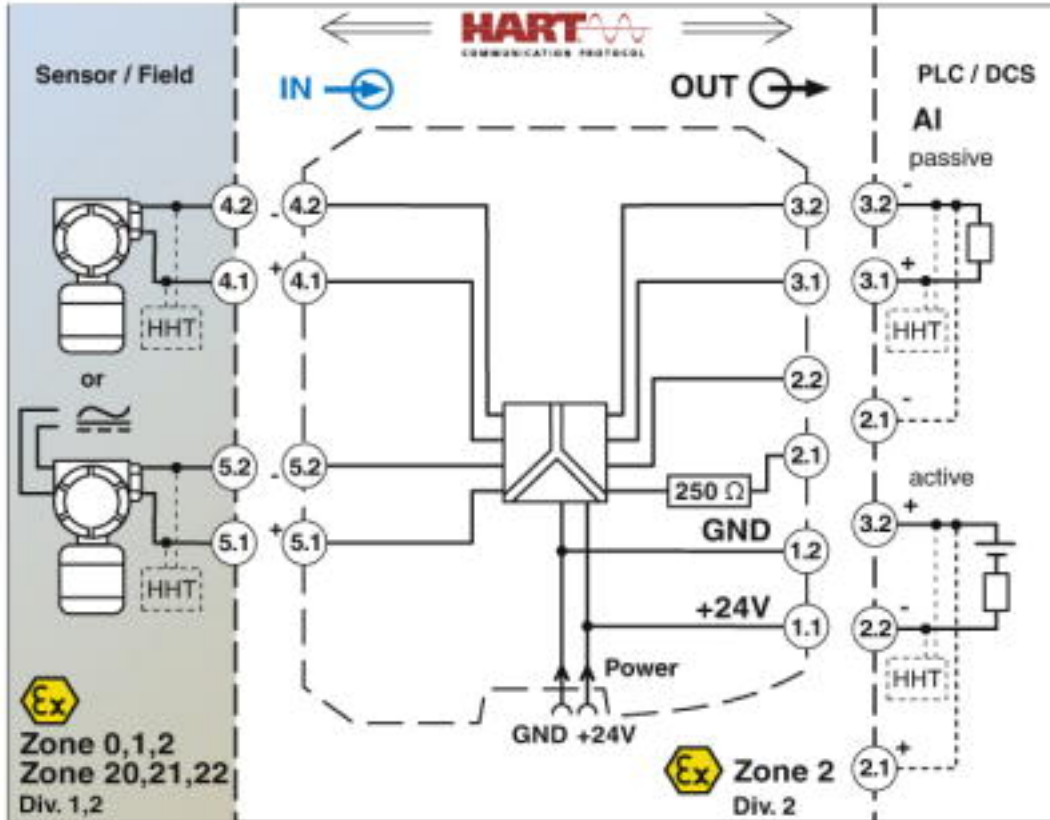 HART
COMMUNICATION PROTOCOL
Sensor / Field
IN
OUT
PLC / DCS
AI
passive
4.2
-
4.2
3.2
3.2
-
4.1
+
4.1
3.1
3.1
+
HHT
HHT
or
2.2
2.1
-
5.2
-
5.2
2.1
250 Ω
active
5.1
+
5.1
GND
1.2
3.2
+
HHT
+24V
1.1
2.2
-
Power
HHT
GND +24V
Ex
Zone 0,1,2
Zone 20,21,22
Div. 1,2
Ex
Zone 2
Div. 2
2.1
+